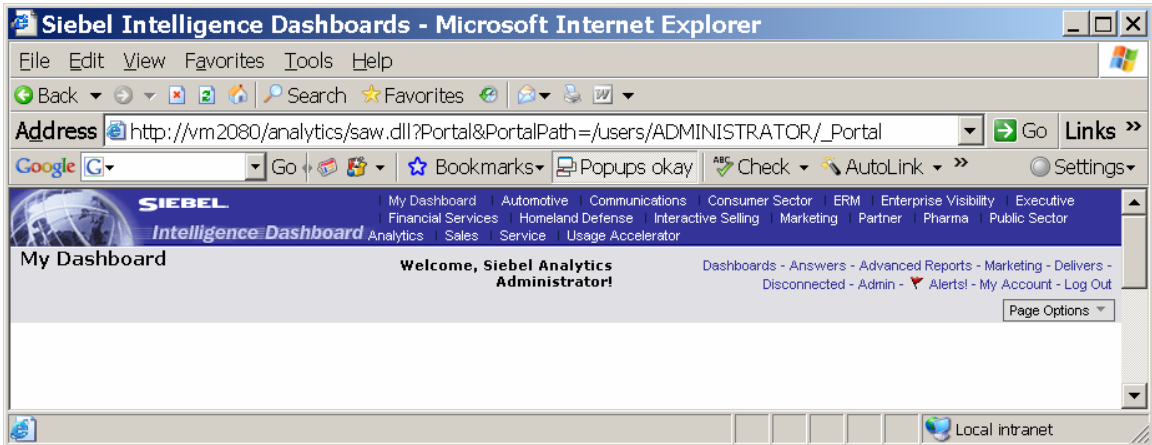 Siebel Intelligence Dashboards - Microsoft Internet Explorer
File Edit View Favorites Tools Help
Back Search Favorites
Address http://vm2080/analytics/saw.dll?Portal&PortalPath=/users/ADMINISTRATOR/_Portal Go Links »
Google G Go Bookmarks Popups okay ABC Check AutoLink » Settings
SIEBEL. | My Dashboard | Automotive | Communications | Consumer Sector | ERM | Enterprise Visibility | Executive
| Financial Services | Homeland Defense | Interactive Selling | Marketing | Partner | Pharma | Public Sector
Intelligence Dashboard Analytics | Sales | Service | Usage Accelerator
My Dashboard Welcome, Siebel Analytics Dashboards - Answers - Advanced Reports - Marketing - Delivers -
Administrator! Disconnected - Admin - Alerts! - My Account - Log Out
Page Options
Local intranet